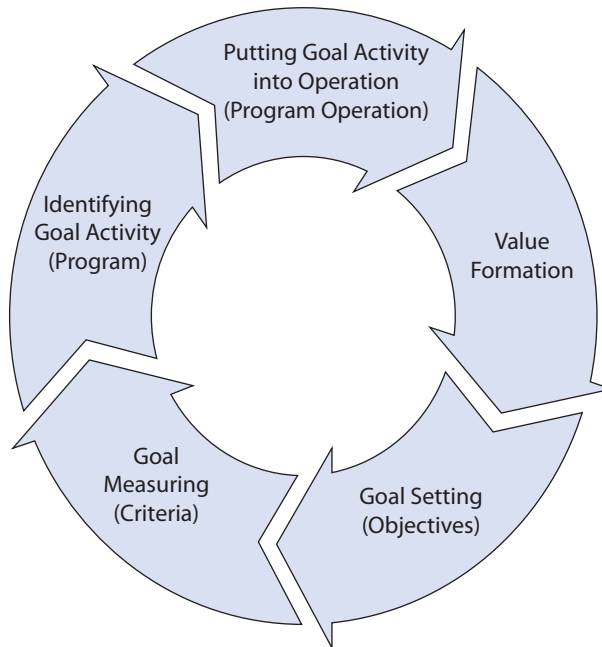 Putting Goal Activity
into Operation
(Program Operation)
Value
Formation
Goal Setting
(Objectives)
Goal
Measuring
(Criteria)
Identifying
Goal Activity
(Program)